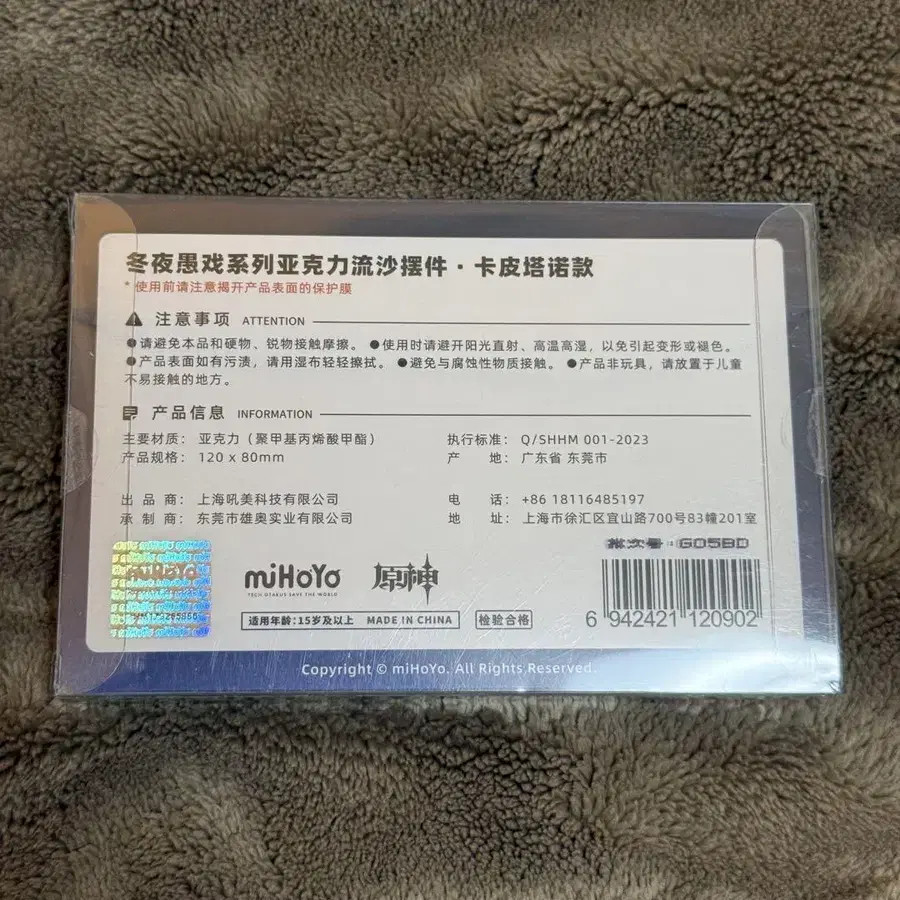 冬夜愚戏系列亚克力流沙摆件·卡皮塔诺款
* 使用前请注意揭开产品表面的保护膜
注意事项 ATTENTION
●请避免本品和硬物、锐物接触摩擦。 ●使用时请避开阳光直射、高温高湿，以免引起变形或褪色。
●产品表面如有污渍，请用湿布轻轻擦拭。 ●避免与腐蚀性物质接触。 ●产品非玩具，请放置于儿童
不易接触的地方。
产品信息 INFORMATION
主要材质： 亚克力（聚甲基丙烯酸甲酯）
执行标准： Q/SHHM 001-2023
产品规格： 120 x 80mm
产 地： 广东省 东莞市
出 品 商： 上海吼美科技有限公司
电 话： +86 18116485197
承 制 商： 东莞市雄奥实业有限公司
地 址： 上海市徐汇区宜山路700号83幢201室
批次号：G05BD
miHoYo
miHoYo
TECH OTAKUS SAVE THE WORLD
原神
适用年龄：15岁及以上 MADE IN CHINA
检验合格
6 942421 120902
Copyright © miHoYo. All Rights Reserved.